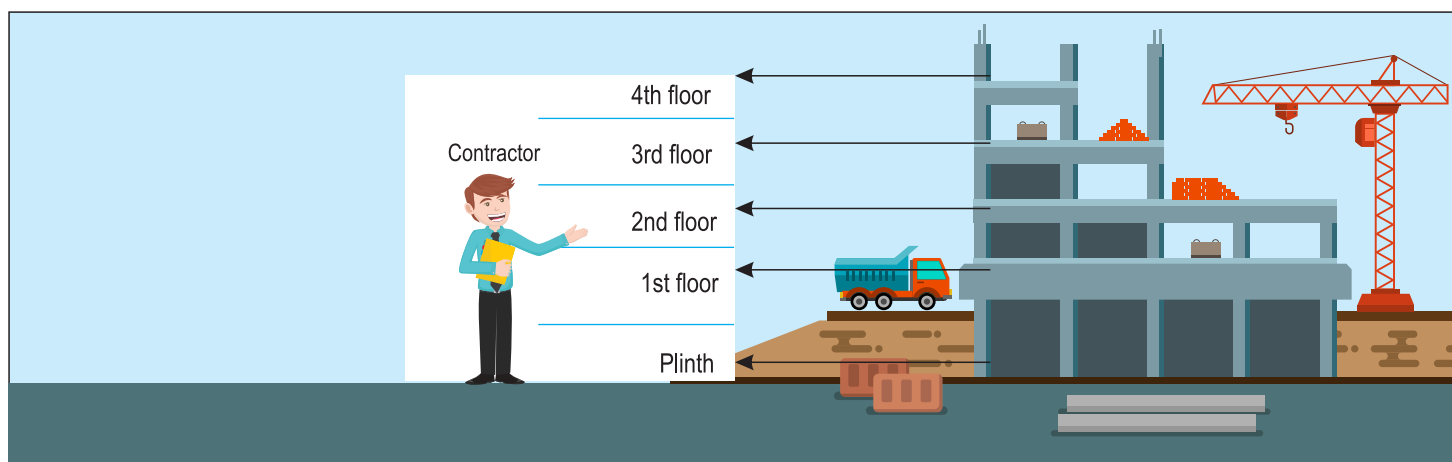 4th floor
Contractor
3rd floor
2nd floor
1st floor
Plinth